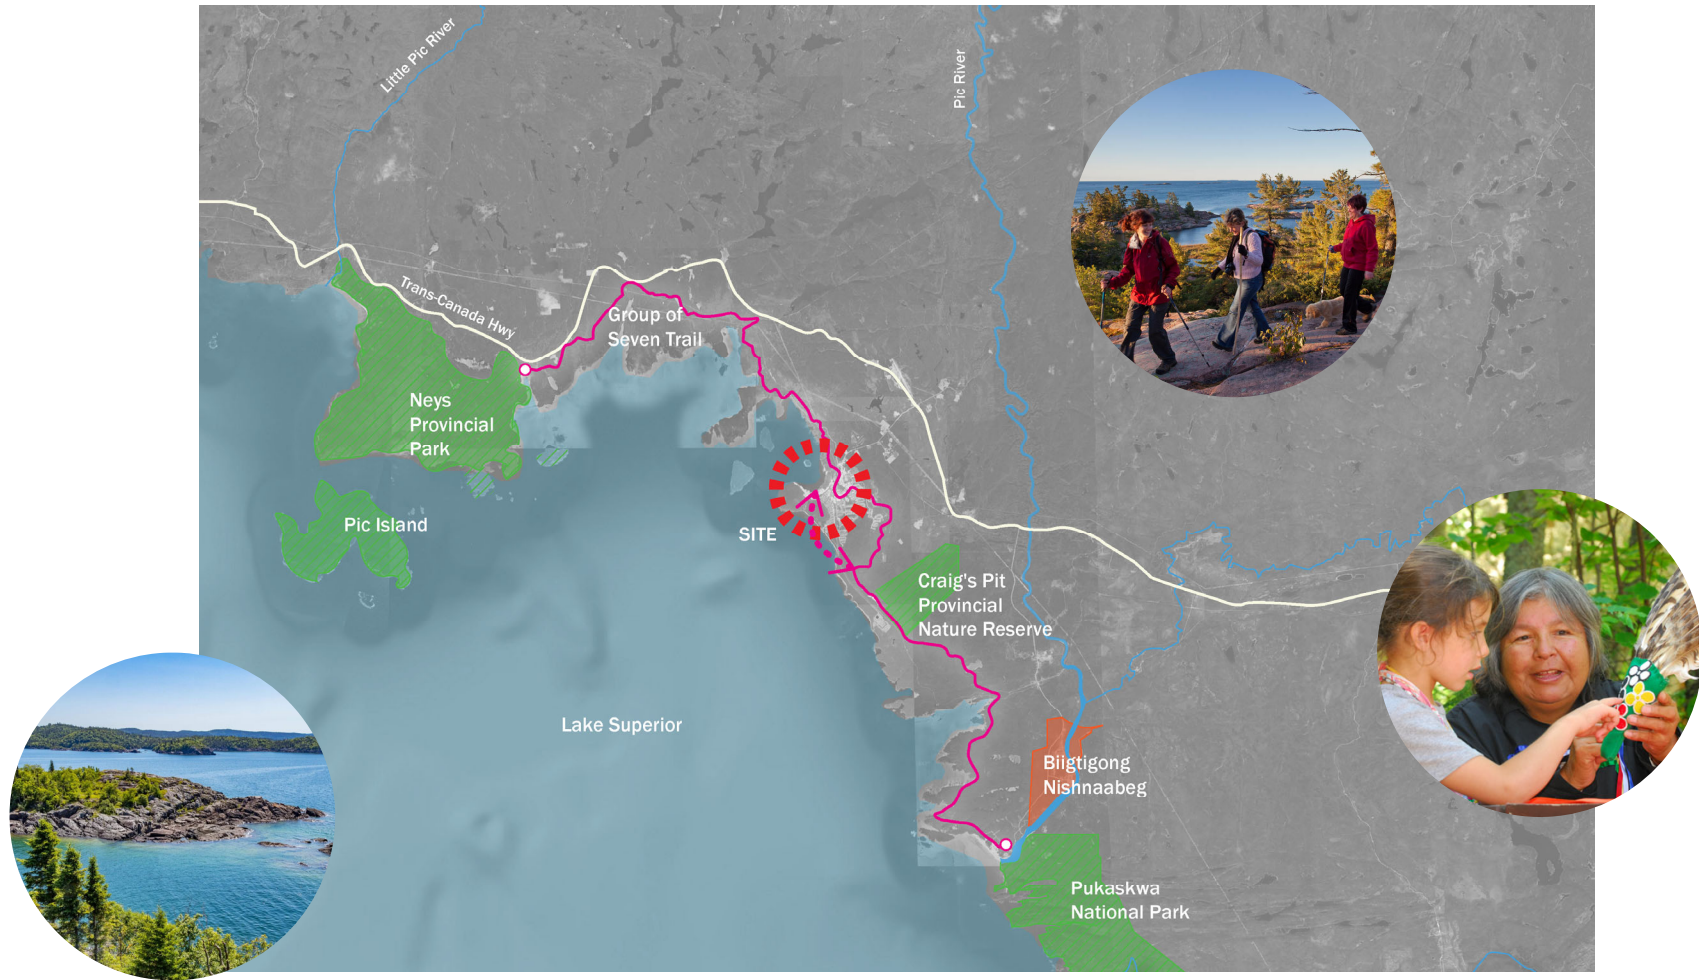 Little Pic River
Pic River
Trans-Canada Hwy
Group of
Seven Trail
Neys
Provincial
Park
Pic Island
SITE
Craig's Pit
Provincial
Nature Reserve
Lake Superior
Biigtigong
Nishnaabeg
Pukaskwa
National Park